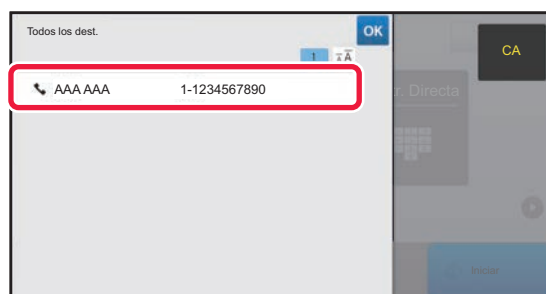 Todos los dest.
OK
CA
1
AAA AAA 1-1234567890
r. Directa
Iniciar